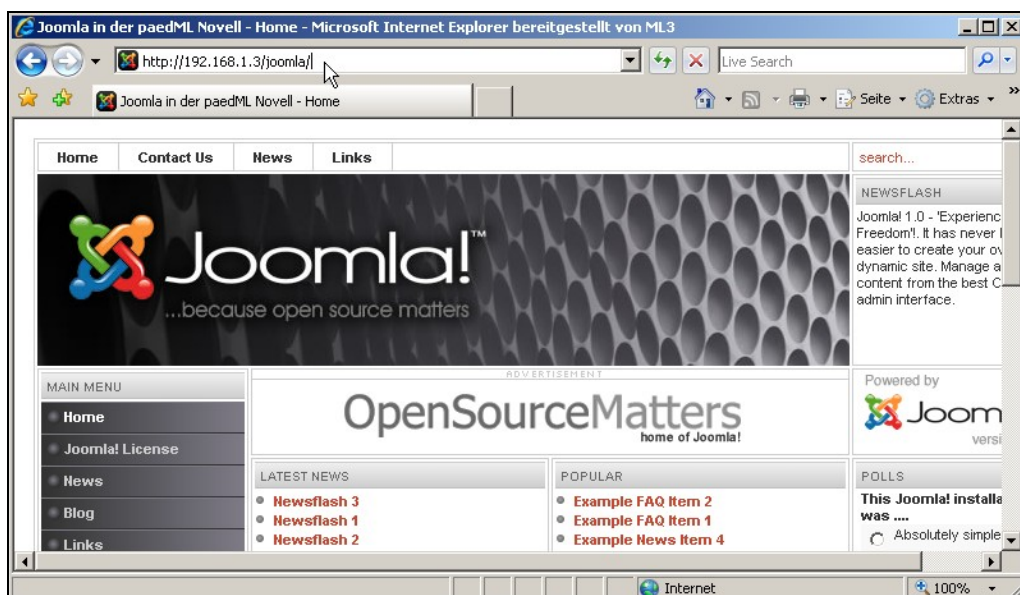 Joomla in der paedML Novell - Home - Microsoft Internet Explorer bereitgestellt von ML3
http://192.168.1.3/joomla/
Live Search
Joomla in der paedML Novell - Home
Seite
Extras
Home
Contact Us
News
Links
search...
Joomla!™
...because open source matters
NEWSFLASH
Joomla! 1.0 - 'Experienc
Freedom'!. It has never
easier to create your
dynamic site. Manage a
content from the best C
admin interface.
MAIN MENU
Home
Joomla! License
News
Blog
Links
ADVERTISEMENT
OpenSourceMatters
home of Joomla!
Powered by
Joom
versi
LATEST NEWS
Newsflash 3
Newsflash 1
Newsflash 2
POPULAR
Example FAQ Item 2
Example FAQ Item 1
Example News Item 4
POLLS
This Joomla! installa
was ....
Absolutely simple
Internet
100%